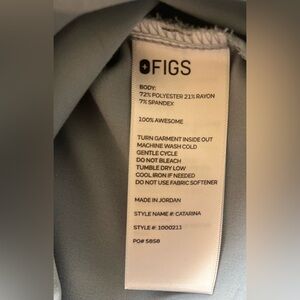 FIGS
BODY:
72% POLYESTER 21% RAYON
7% SPANDEX
100% AWESOME
TURN GARMENT INSIDE OUT
MACHINE WASH COLD
GENTLE CYCLE
DO NOT BLEACH
TUMBLE DRY LOW
COOL IRON IF NEEDED
DO NOT USE FABRIC SOFTENER
MADE IN JORDAN
STYLE NAME #: CATARINA
STYLE #: 1000211
PO# 5858